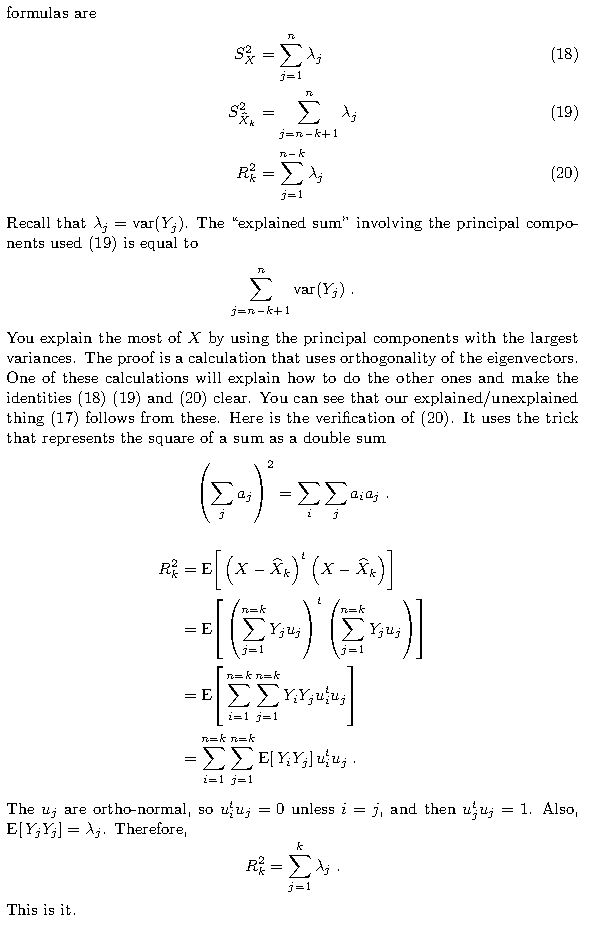 formulas are
$S_X^2 = \sum_{j=1}^{n} \lambda_j$ (18)
$S_{\widehat{X}_k}^2 = \sum_{j=n-k+1}^{n} \lambda_j$ (19)
$R_k^2 = \sum_{j=1}^{n-k} \lambda_j$ (20)
Recall that $\lambda_j = \text{var}(Y_j)$. The “explained sum” involving the principal compo-
nents used (19) is equal to
$\sum_{j=n-k+1}^{n} \text{var}(Y_j)$ .
You explain the most of $X$ by using the principal components with the largest
variances. The proof is a calculation that uses orthogonality of the eigenvectors.
One of these calculations will explain how to do the other ones and make the
identities (18) (19) and (20) clear. You can see that our explained/unexplained
thing (17) follows from these. Here is the verification of (20). It uses the trick
that represents the square of a sum as a double sum
$\left( \sum_j a_j \right)^2 = \sum_i \sum_j a_i a_j$ .
$R_k^2 = \text{E}\left[ \left( X - \widehat{X}_k \right)^t \left( X - \widehat{X}_k \right) \right]$
$= \text{E}\left[ \left( \sum_{j=1}^{n=k} Y_j u_j \right)^t \left( \sum_{j=1}^{n=k} Y_j u_j \right) \right]$
$= \text{E}\left[ \sum_{i=1}^{n=k} \sum_{j=1}^{n=k} Y_i Y_j u_i^t u_j \right]$
$= \sum_{i=1}^{n=k} \sum_{j=1}^{n=k} \text{E}[Y_i Y_j] u_i^t u_j$ .
The $u_j$ are ortho-normal, so $u_i^t u_j = 0$ unless $i = j$, and then $u_j^t u_j = 1$. Also,
$\text{E}[Y_j Y_j] = \lambda_j$. Therefore,
$R_k^2 = \sum_{j=1}^{k} \lambda_j$ .
This is it.